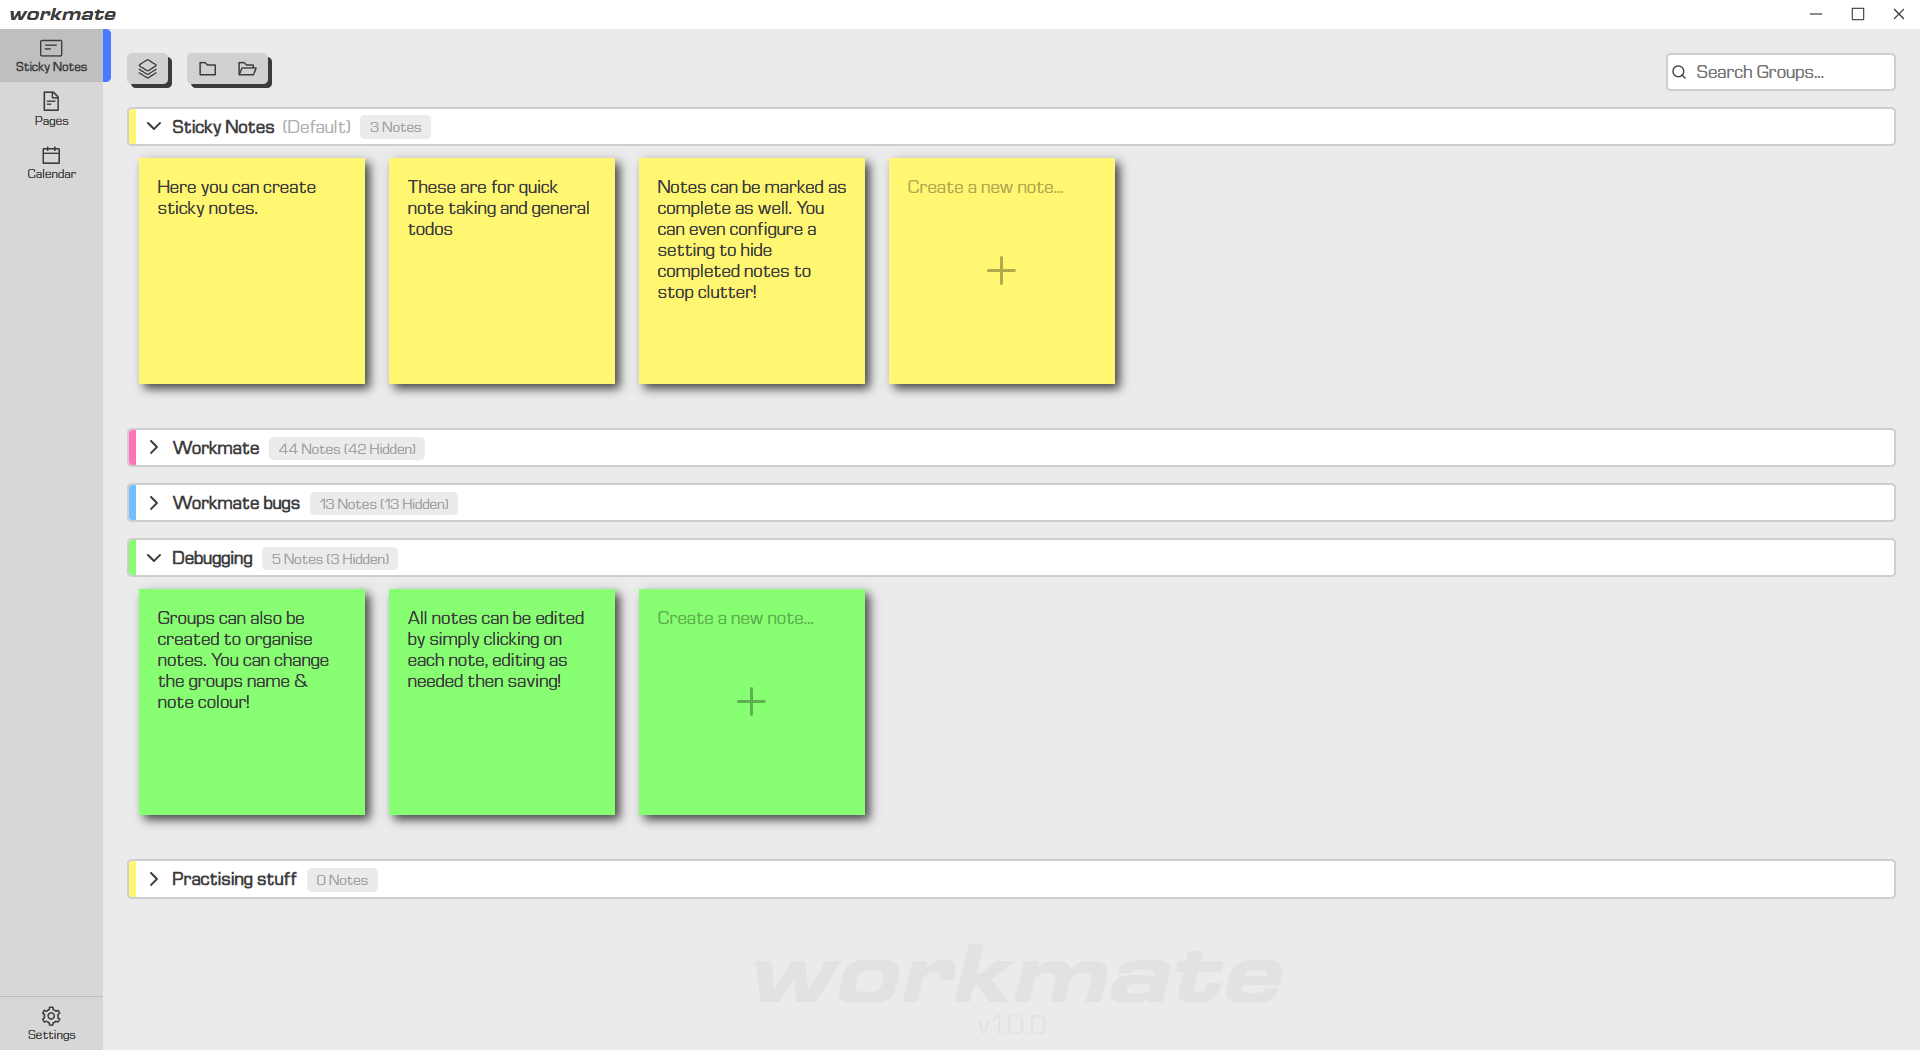 workmate
Sticky Notes
Pages
Calendar
Settings
Search Groups...
Sticky Notes (Default) 3 Notes
Here you can create
sticky notes.
These are for quick
note taking and general
todos
Notes can be marked as
complete as well. You
can even configure a
setting to hide
completed notes to
stop clutter!
Create a new note...
Workmate 44 Notes (42 Hidden)
Workmate bugs 13 Notes (13 Hidden)
Debugging 5 Notes (3 Hidden)
Groups can also be
created to organise
notes. You can change
the groups name &
note colour!
All notes can be edited
by simply clicking on
each note, editing as
needed then saving!
Create a new note...
Practising stuff 0 Notes
workmate
v1.0.0